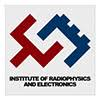 INSTITUTE OF RADIOPHYSICS
AND ELECTRONICS